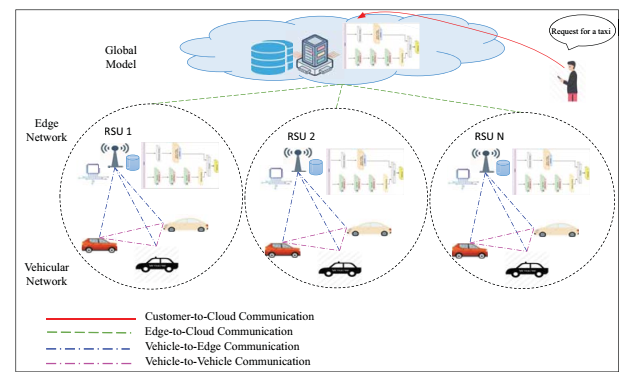 Request for a taxi
Global
Model
Edge
Network
RSU 1
RSU 2
RSU N
Vehicular
Network
Customer-to-Cloud Communication
Edge-to-Cloud Communication
Vehicle-to-Edge Communication
Vehicle-to-Vehicle Communication